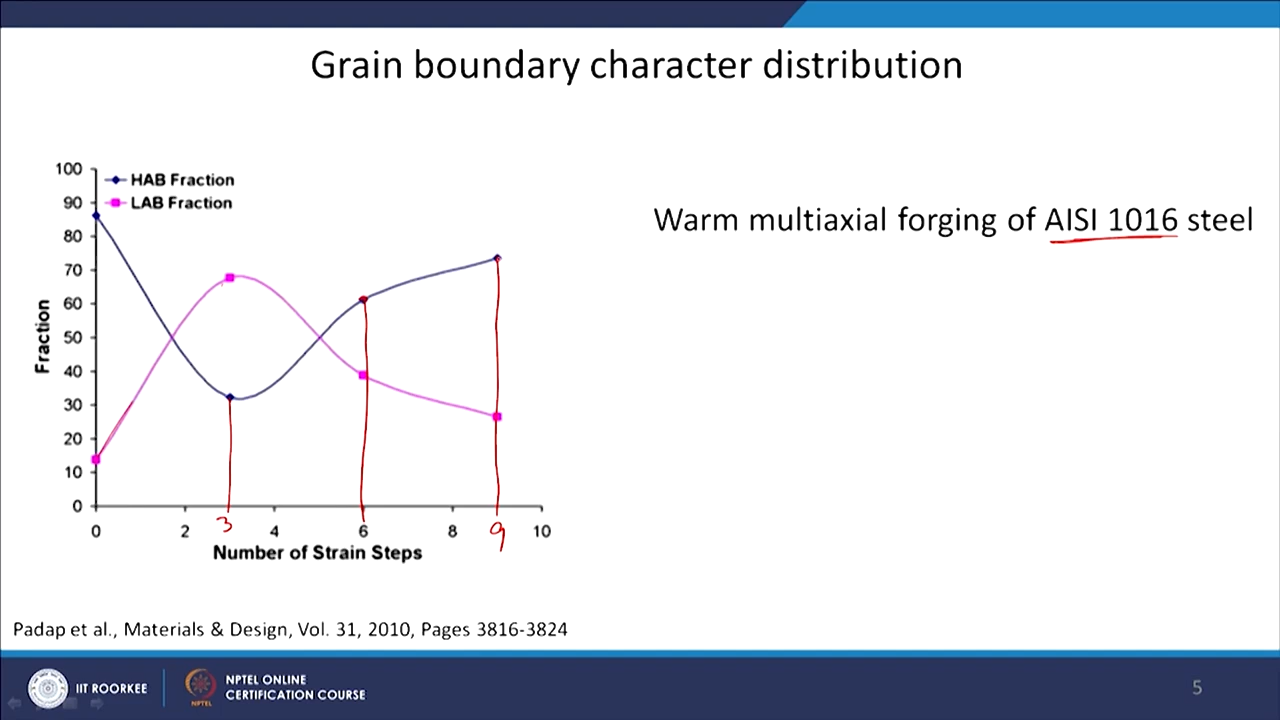 Grain boundary character distribution
100
HAB Fraction
90
LAB Fraction
80
70
60
50
40
30
20
10
0
Fraction
0 2 3 4 6 8 9 10
Number of Strain Steps
Warm multiaxial forging of AISI 1016 steel
Padap et al., Materials & Design, Vol. 31, 2010, Pages 3816-3824
IIT ROORKEE
NPTEL ONLINE
CERTIFICATION COURSE
5